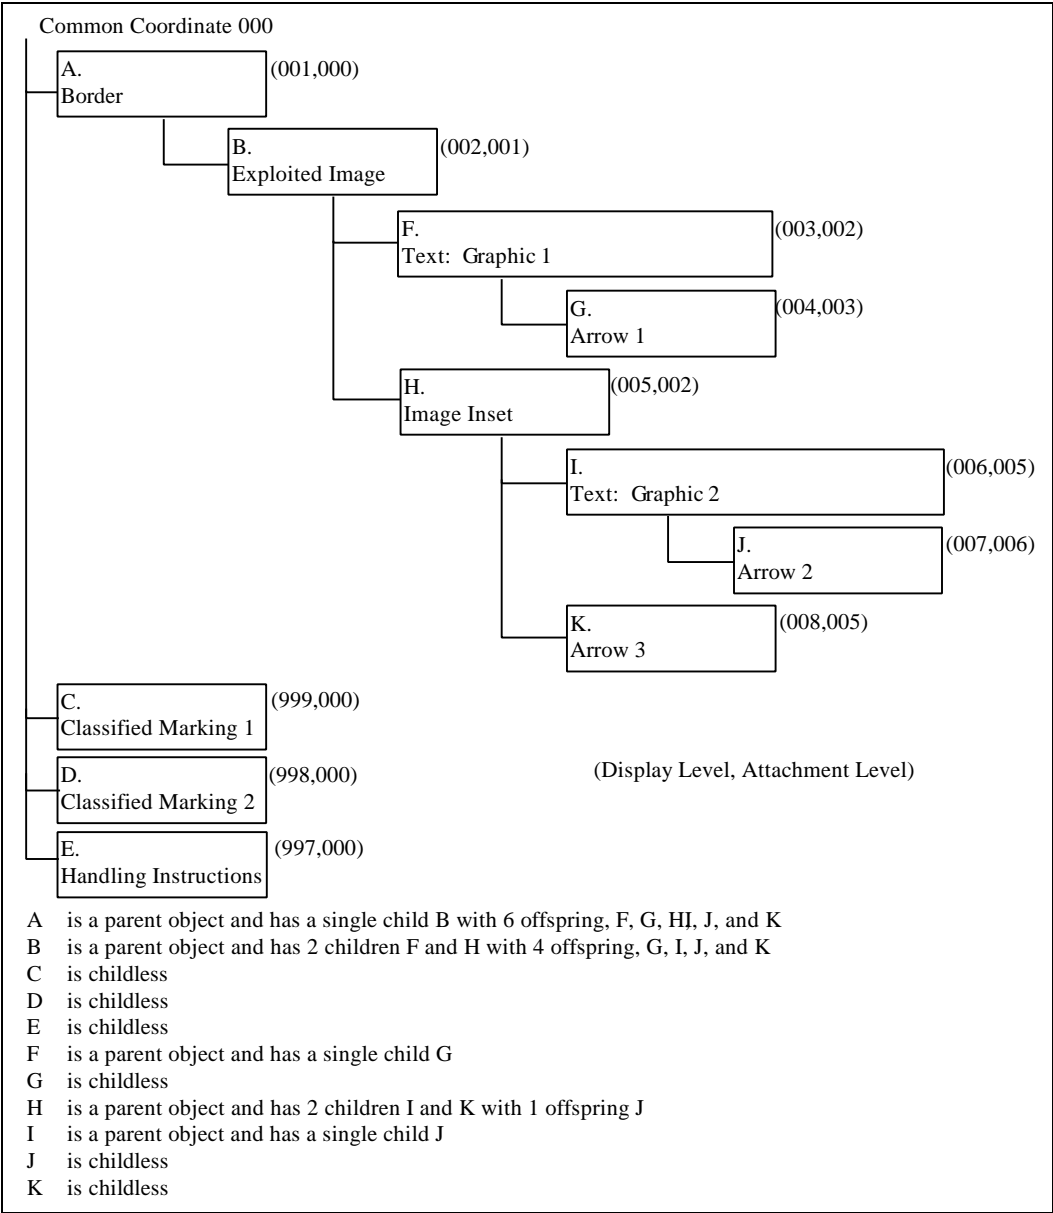 Common Coordinate 000
A.
(001,000)
Border
B.
(002,001)
Exploited Image
F.
(003,002)
Text: Graphic 1
G.
(004,003)
Arrow 1
H.
(005,002)
Image Inset
I.
(006,005)
Text: Graphic 2
J.
(007,006)
Arrow 2
K.
(008,005)
Arrow 3
C.
(999,000)
Classified Marking 1
D.
(998,000)
Classified Marking 2
(Display Level, Attachment Level)
E.
(997,000)
Handling Instructions
A is a parent object and has a single child B with 6 offspring, F, G, H, I, J, and K
B is a parent object and has 2 children F and H with 4 offspring, G, I, J, and K
C is childless
D is childless
E is childless
F is a parent object and has a single child G
G is childless
H is a parent object and has 2 children I and K with 1 offspring J
I is a parent object and has a single child J
J is childless
K is childless